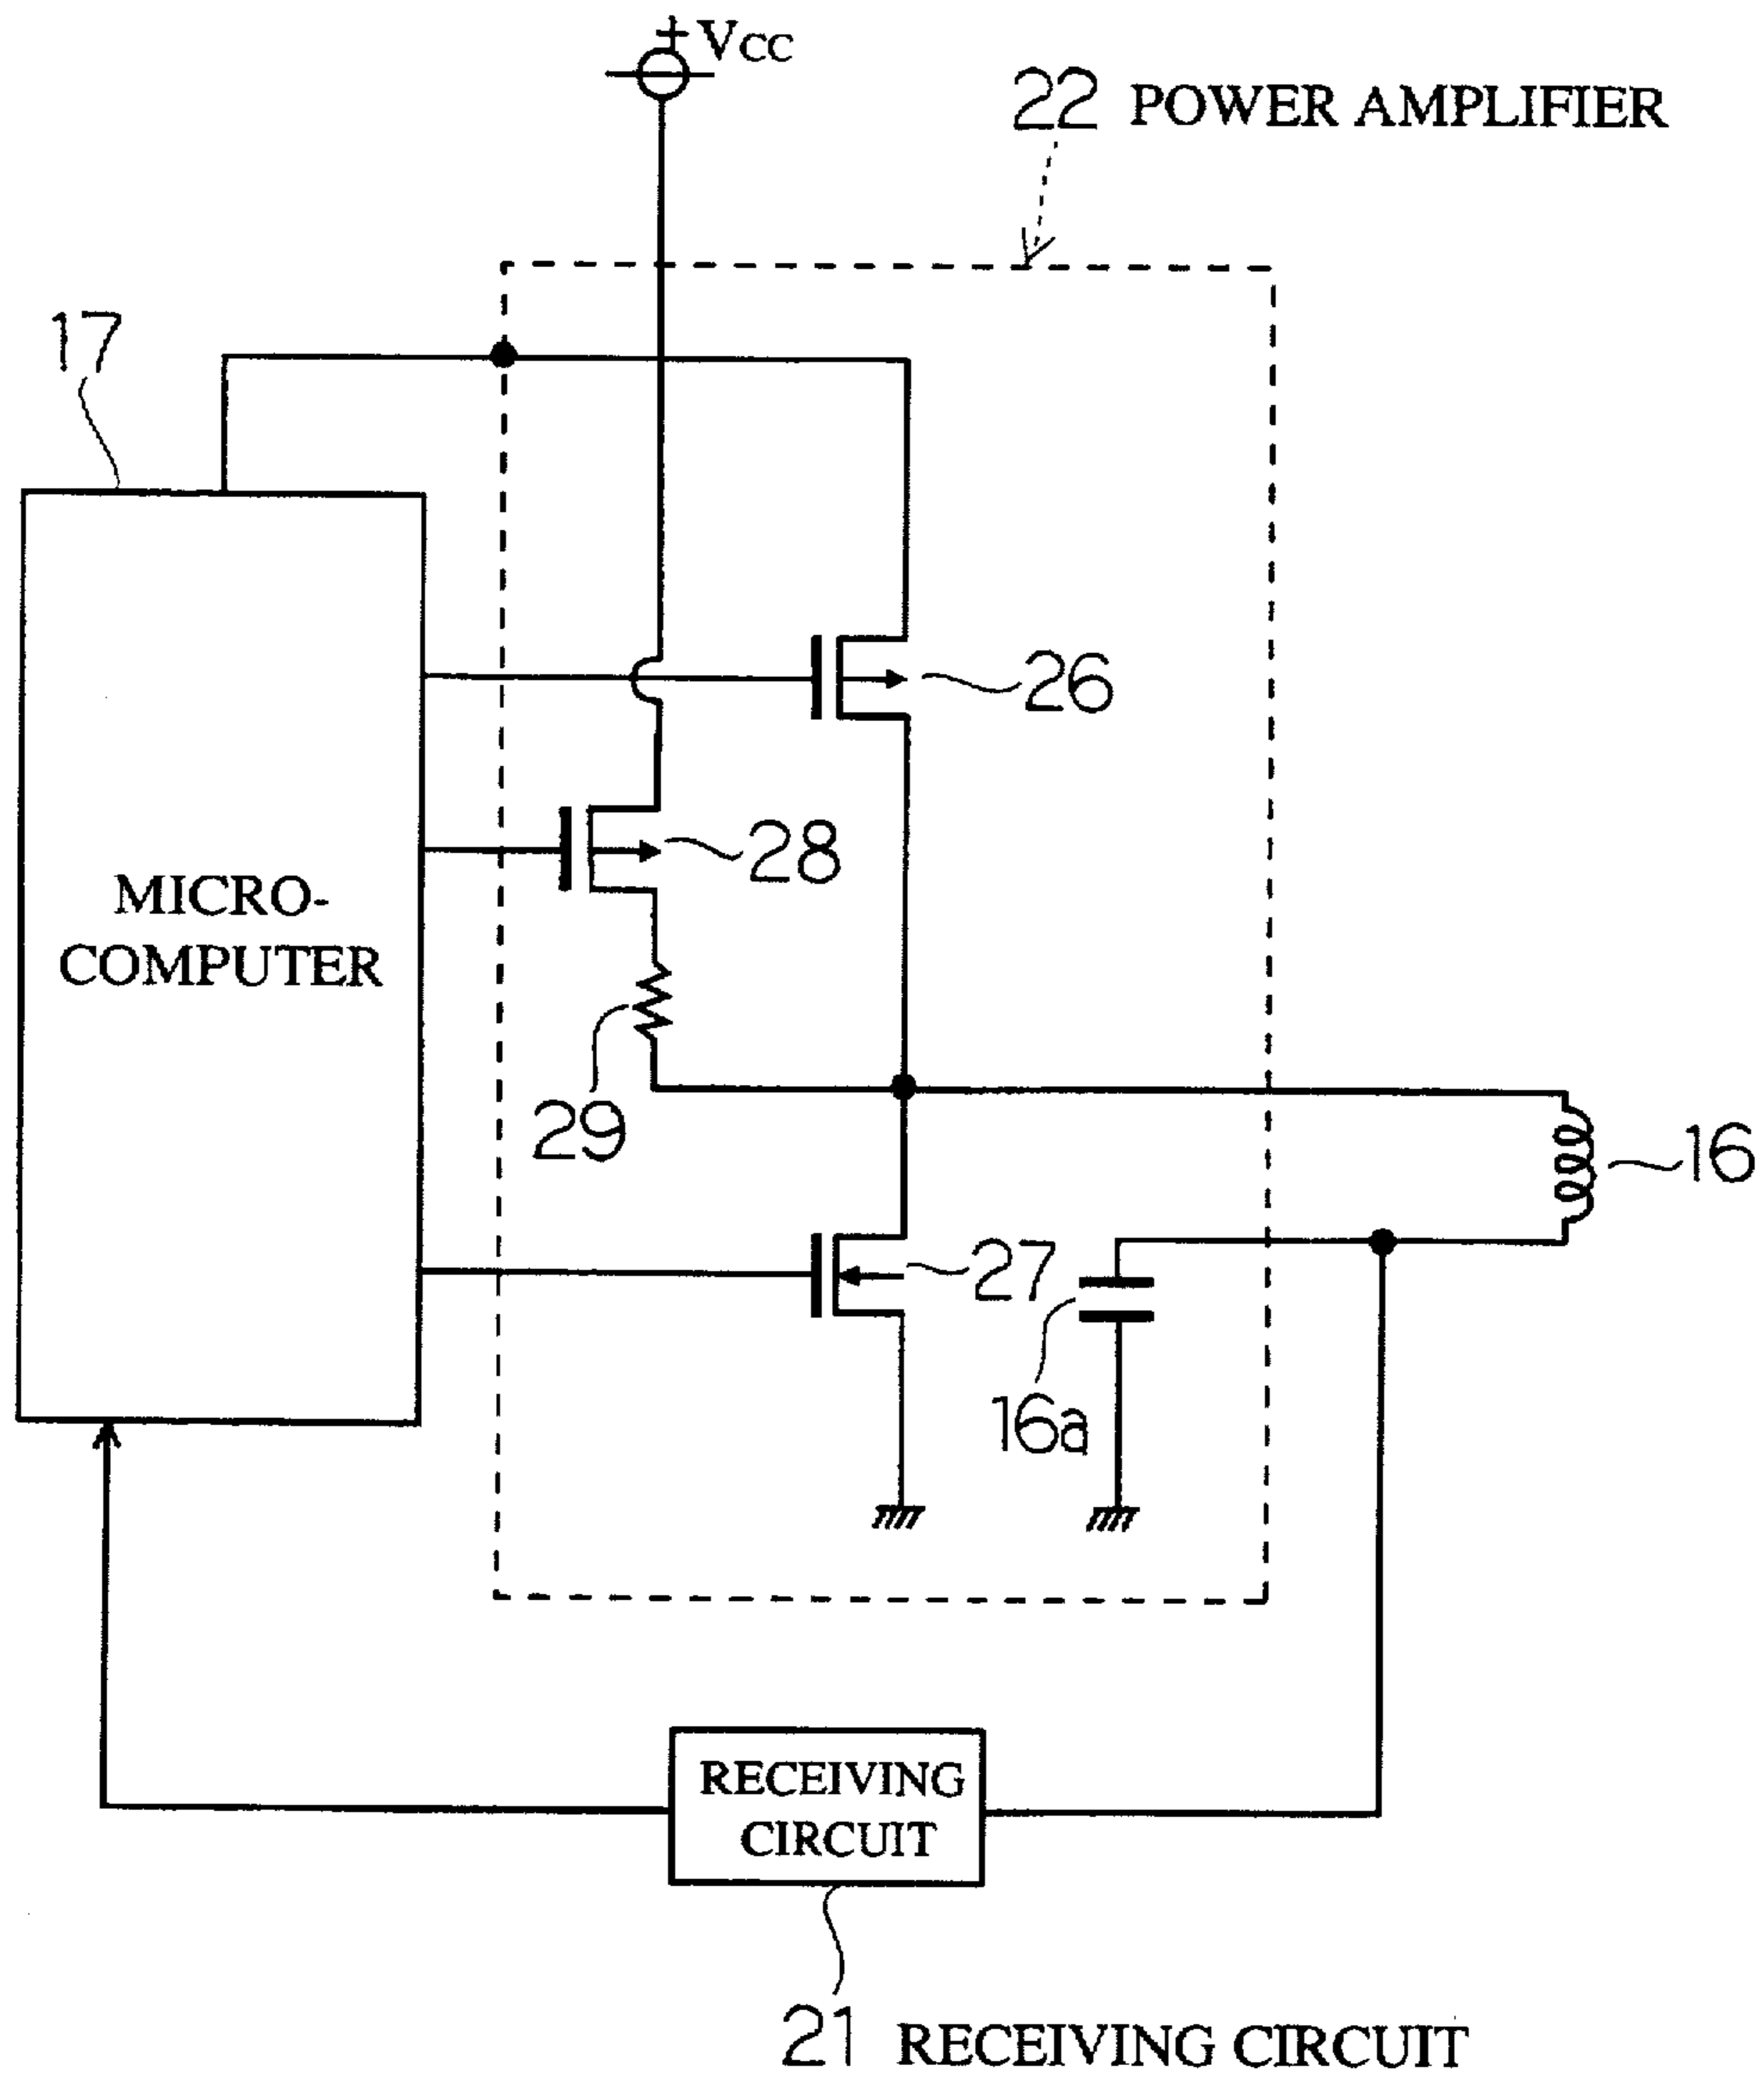 +VCC
22 POWER AMPLIFIER
17
26
28
MICRO-
COMPUTER
29
16
27
16a
RECEIVING
CIRCUIT
21 RECEIVING CIRCUIT